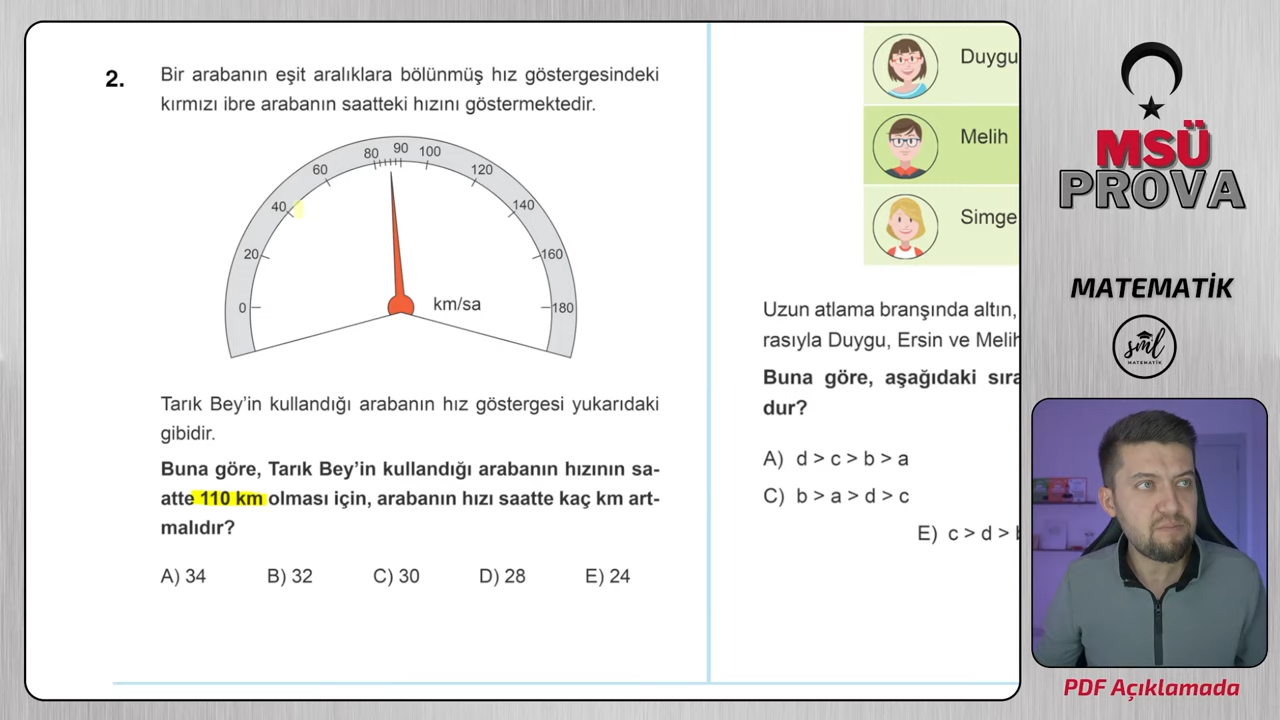 2.
Bir arabanın eşit aralıklara bölünmüş hız göstergesindeki
kırmızı ibre arabanın saatteki hızını göstermektedir.
0
20
40
60
80
90
100
120
140
160
180
km/sa
Tarık Bey'in kullandığı arabanın hız göstergesi yukarıdaki
gibidir.
Buna göre, Tarık Bey'in kullandığı arabanın hızının sa-
atte 110 km olması için, arabanın hızı saatte kaç km art-
malıdır?
A) 34 B) 32 C) 30 D) 28 E) 24
Duygu
Melih
Simge
Uzun atlama branşında altın,
rasıyla Duygu, Ersin ve Melih
Buna göre, aşağıdaki sıra
dur?
A) d > c > b > a
C) b > a > d > c
E) c > d > b
MSÜ
PROVA
MATEMATİK
sml
MATEMATİK
PDF Açıklamada